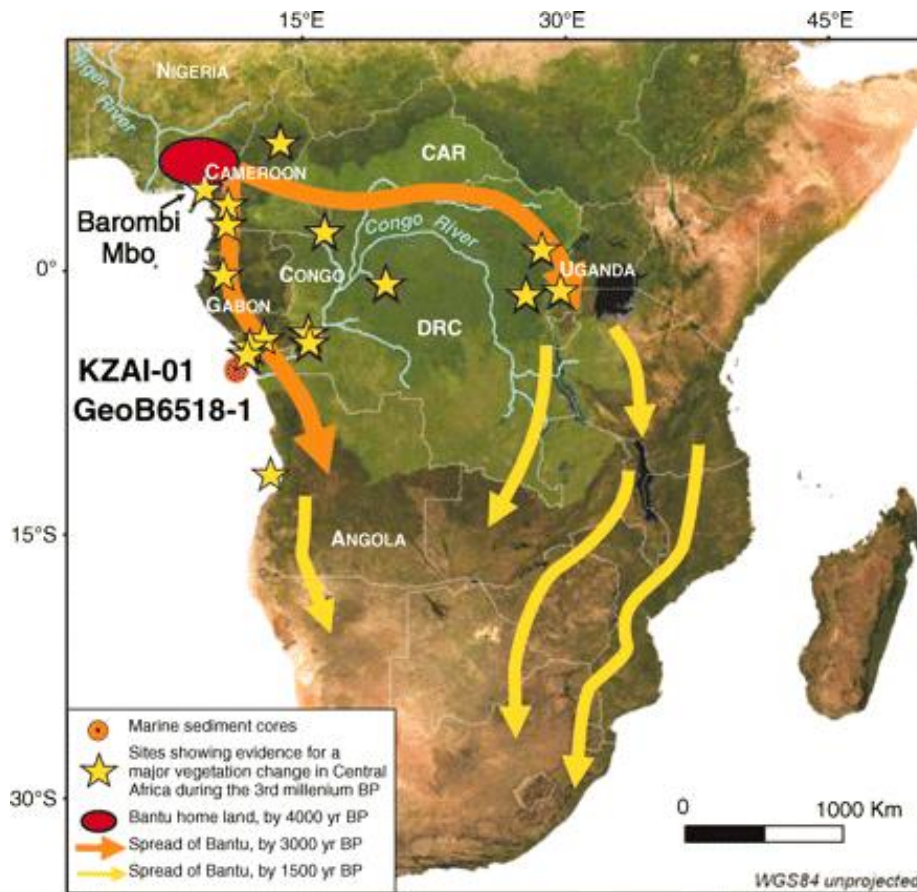 15°E
30°E
45°E
NIGERIA
Niger River
CAR
CAMEROON
Barombi
Mbo
Congo River
0°
CONGO
UGANDA
GABON
DRC
KZAI-01
GeoB6518-1
15°S
ANGOLA
Marine sediment cores
Sites showing evidence for a
major vegetation change in Central
Africa during the 3rd millenium BP
Bantu home land, by 4000 yr BP
Spread of Bantu, by 3000 yr BP
Spread of Bantu, by 1500 yr BP
30°S
0
1000 Km
WGS84 unprojected